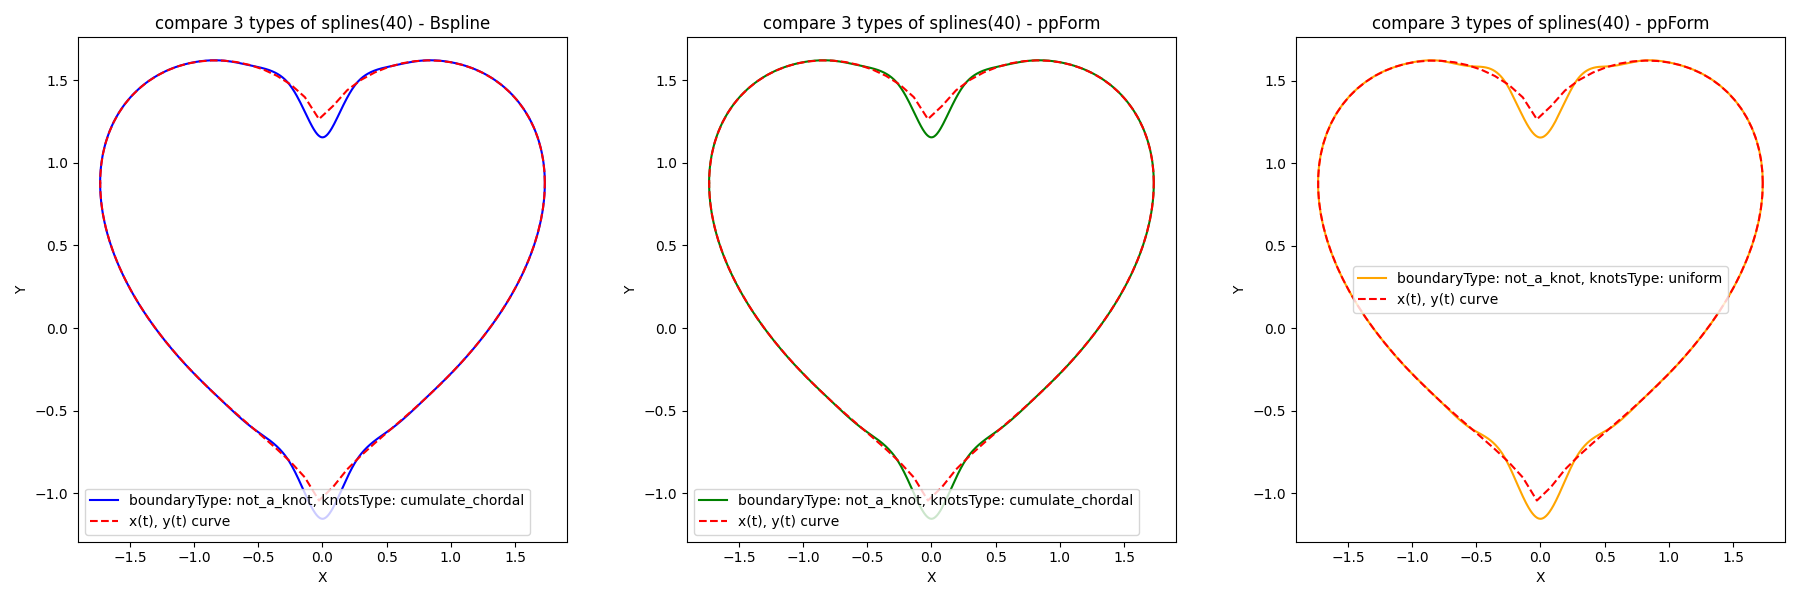 compare 3 types of splines(40) - Bspline
1.5
1.0
0.5
0.0
−0.5
−1.0
Y
boundaryType: not_a_knot, knotsType: cumulate_chordal
x(t), y(t) curve
−1.5
−1.0
−0.5
0.0
0.5
1.0
1.5
X
compare 3 types of splines(40) - ppForm
1.5
1.0
0.5
0.0
−0.5
−1.0
Y
boundaryType: not_a_knot, knotsType: cumulate_chordal
x(t), y(t) curve
−1.5
−1.0
−0.5
0.0
0.5
1.0
1.5
X
compare 3 types of splines(40) - ppForm
1.5
1.0
0.5
0.0
−0.5
−1.0
Y
boundaryType: not_a_knot, knotsType: uniform
x(t), y(t) curve
−1.5
−1.0
−0.5
0.0
0.5
1.0
1.5
X